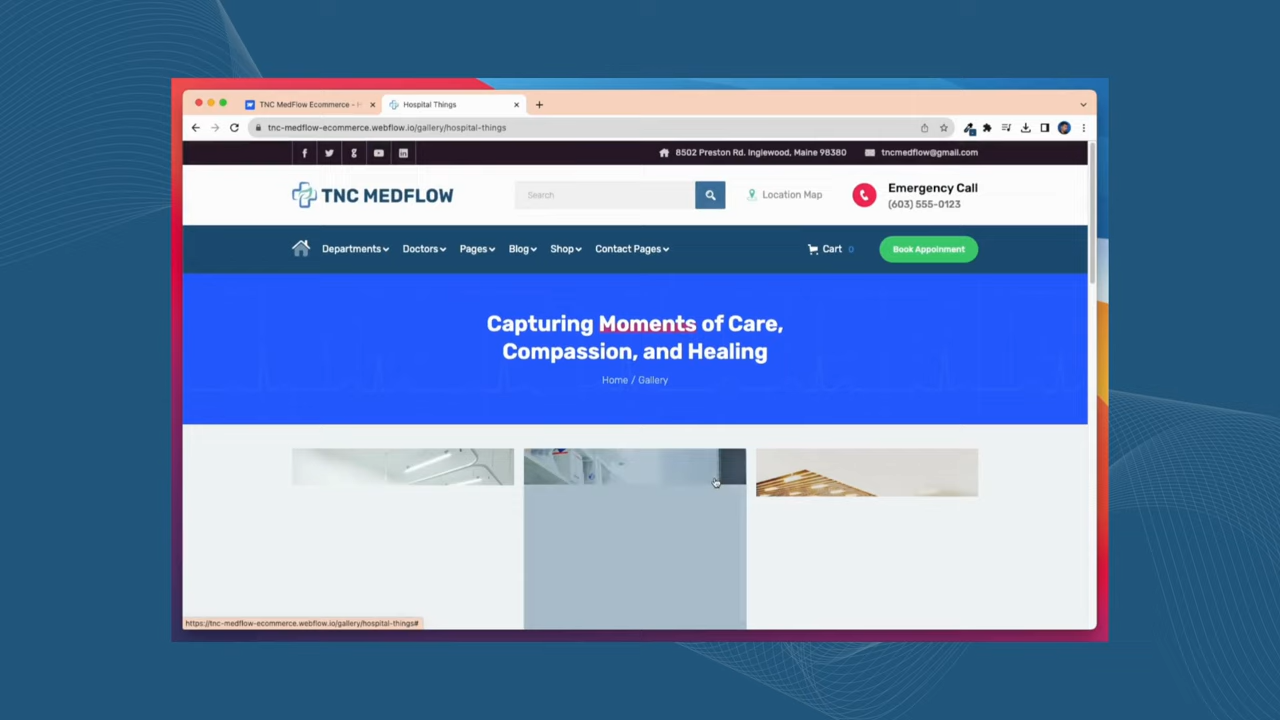 TNC MedFlow Ecommerce - H
Hospital Things
tnc-medflow-ecommerce.webflow.io/gallery/hospital-things
8502 Preston Rd. Inglewood, Maine 98380
tncmedflow@gmail.com
TNC MEDFLOW
Search
Location Map
Emergency Call
(603) 555-0123
Departments
Doctors
Pages
Blog
Shop
Contact Pages
Cart 0
Book Appoinment
Capturing Moments of Care,
Compassion, and Healing
Home / Gallery
https://tnc-medflow-ecommerce.webflow.io/gallery/hospital-things#